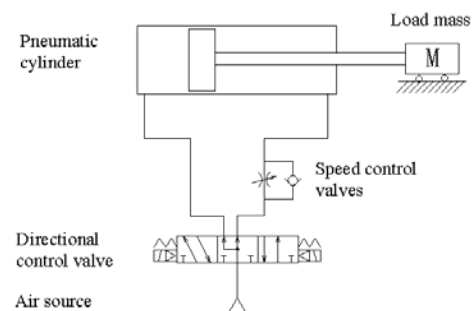 Load mass
Pneumatic
cylinder
M
Speed control
valves
Directional
control valve
Air source